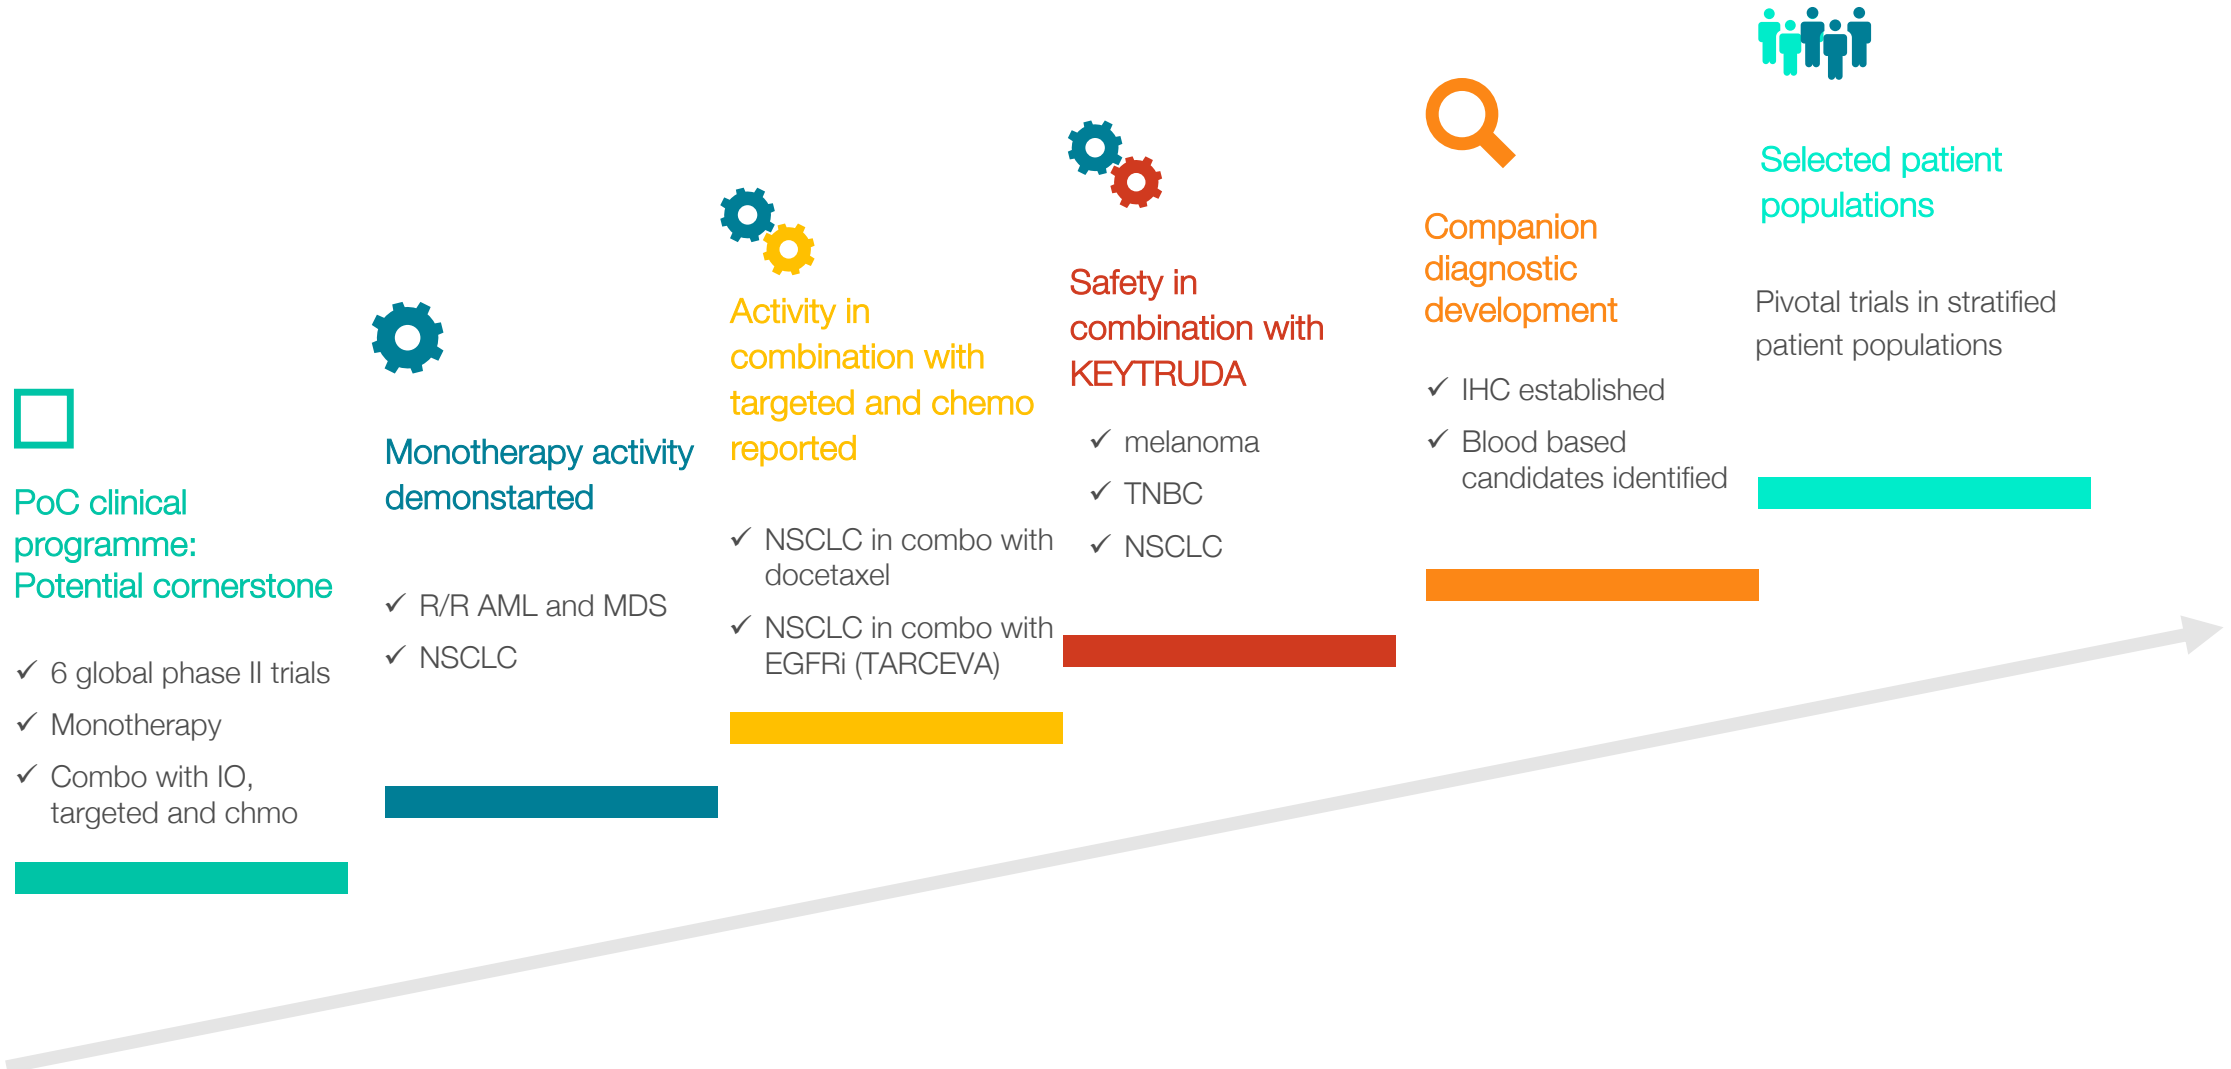 PoC clinical
programme:
Potential cornerstone
✓ 6 global phase II trials
✓ Monotherapy
✓ Combo with IO,
targeted and chmo
Monotherapy activity
demonstarted
✓ R/R AML and MDS
✓ NSCLC
Activity in
combination with
targeted and chemo
reported
✓ NSCLC in combo with
docetaxel
✓ NSCLC in combo with
EGFRi (TARCEVA)
Safety in
combination with
KEYTRUDA
✓ melanoma
✓ TNBC
✓ NSCLC
Companion
diagnostic
development
✓ IHC established
✓ Blood based
candidates identified
Selected patient
populations
Pivotal trials in stratified
patient populations